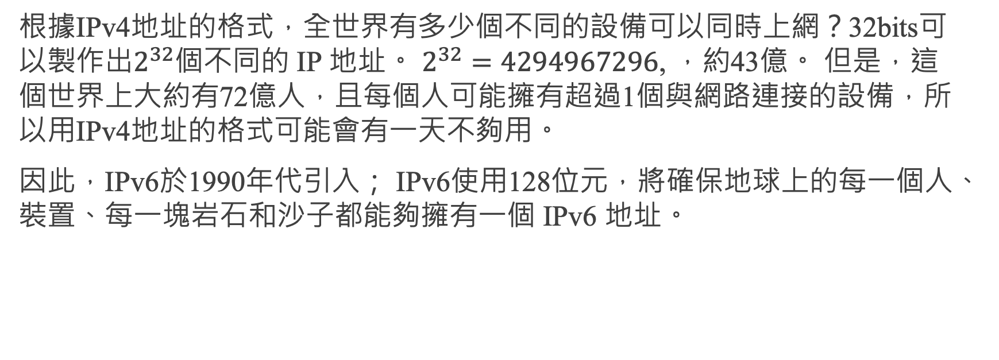 根據IPv4地址的格式，全世界有多少個不同的設備可以同時上網？32bits可
以製作出2³²個不同的 IP 地址。 2³² = 4294967296, ，約43億。 但是，這
個世界上大約有72億人，且每個人可能擁有超過1個與網路連接的設備，所
以用IPv4地址的格式可能會有一天不夠用。
因此，IPv6於1990年代引入； IPv6使用128位元，將確保地球上的每一個人、
裝置、每一塊岩石和沙子都能夠擁有一個 IPv6 地址。